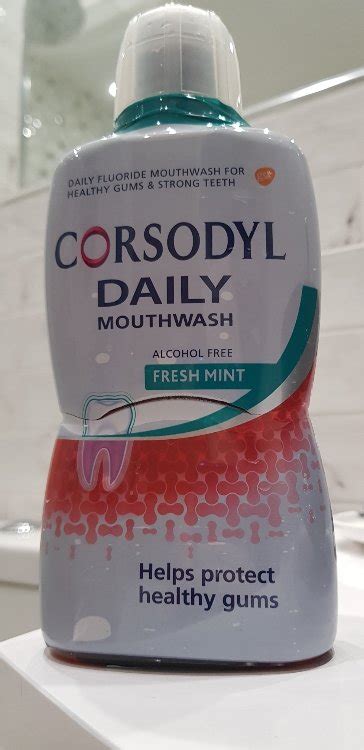 DAILY FLUORIDE MOUTHWASH FOR
HEALTHY GUMS & STRONG TEETH
CORSODYL
DAILY
MOUTHWASH
ALCOHOL FREE
FRESH MINT
Helps protect
healthy gums